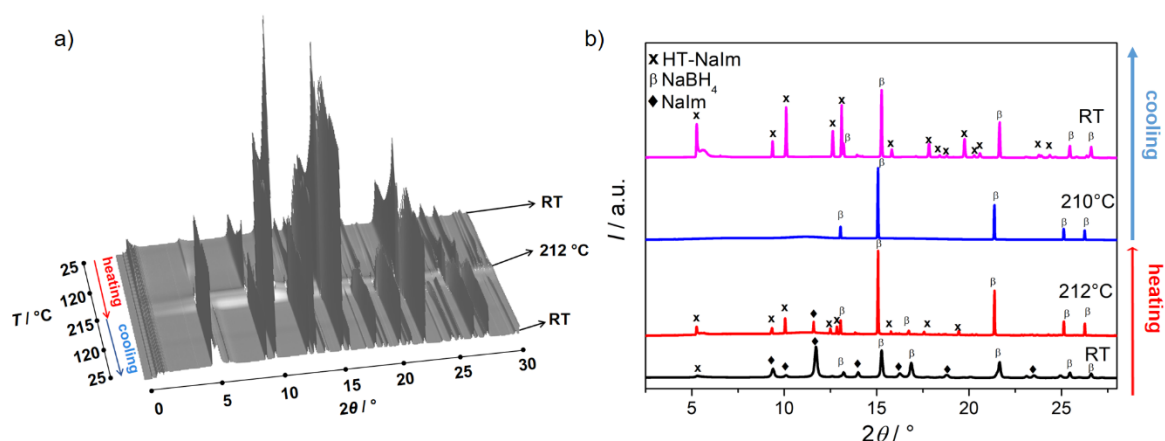 a)
RT
212 °C
RT
25
120
215
120
25
T / °C
heating
cooling
0
5
10
15
20
25
30
2θ / °
b)
x HT-NaIm
β NaBH4
♦ NaIm
x
x
x
x
x
β
β
x
x
x
x
x
β
x
x
x
x
β
β
RT
β
β
β
β
β
210°C
x
x
x
♦
x
x
β
β
x
β
x
x
β
β
β
212°C
x
♦
♦
♦
β
♦
β
♦
β
♦
β
♦
β
β
RT
I / a.u.
5
10
15
20
25
2θ / °
cooling
heating